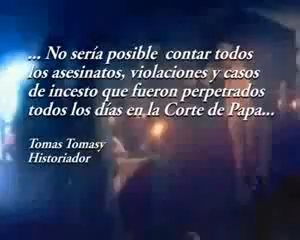 ... No sería posible contar todos
los asesinatos, violaciones y casos
de incesto que fueron perpetrados
todos los días en la Corte de Papa...
Tomas Tomasy
Historiador